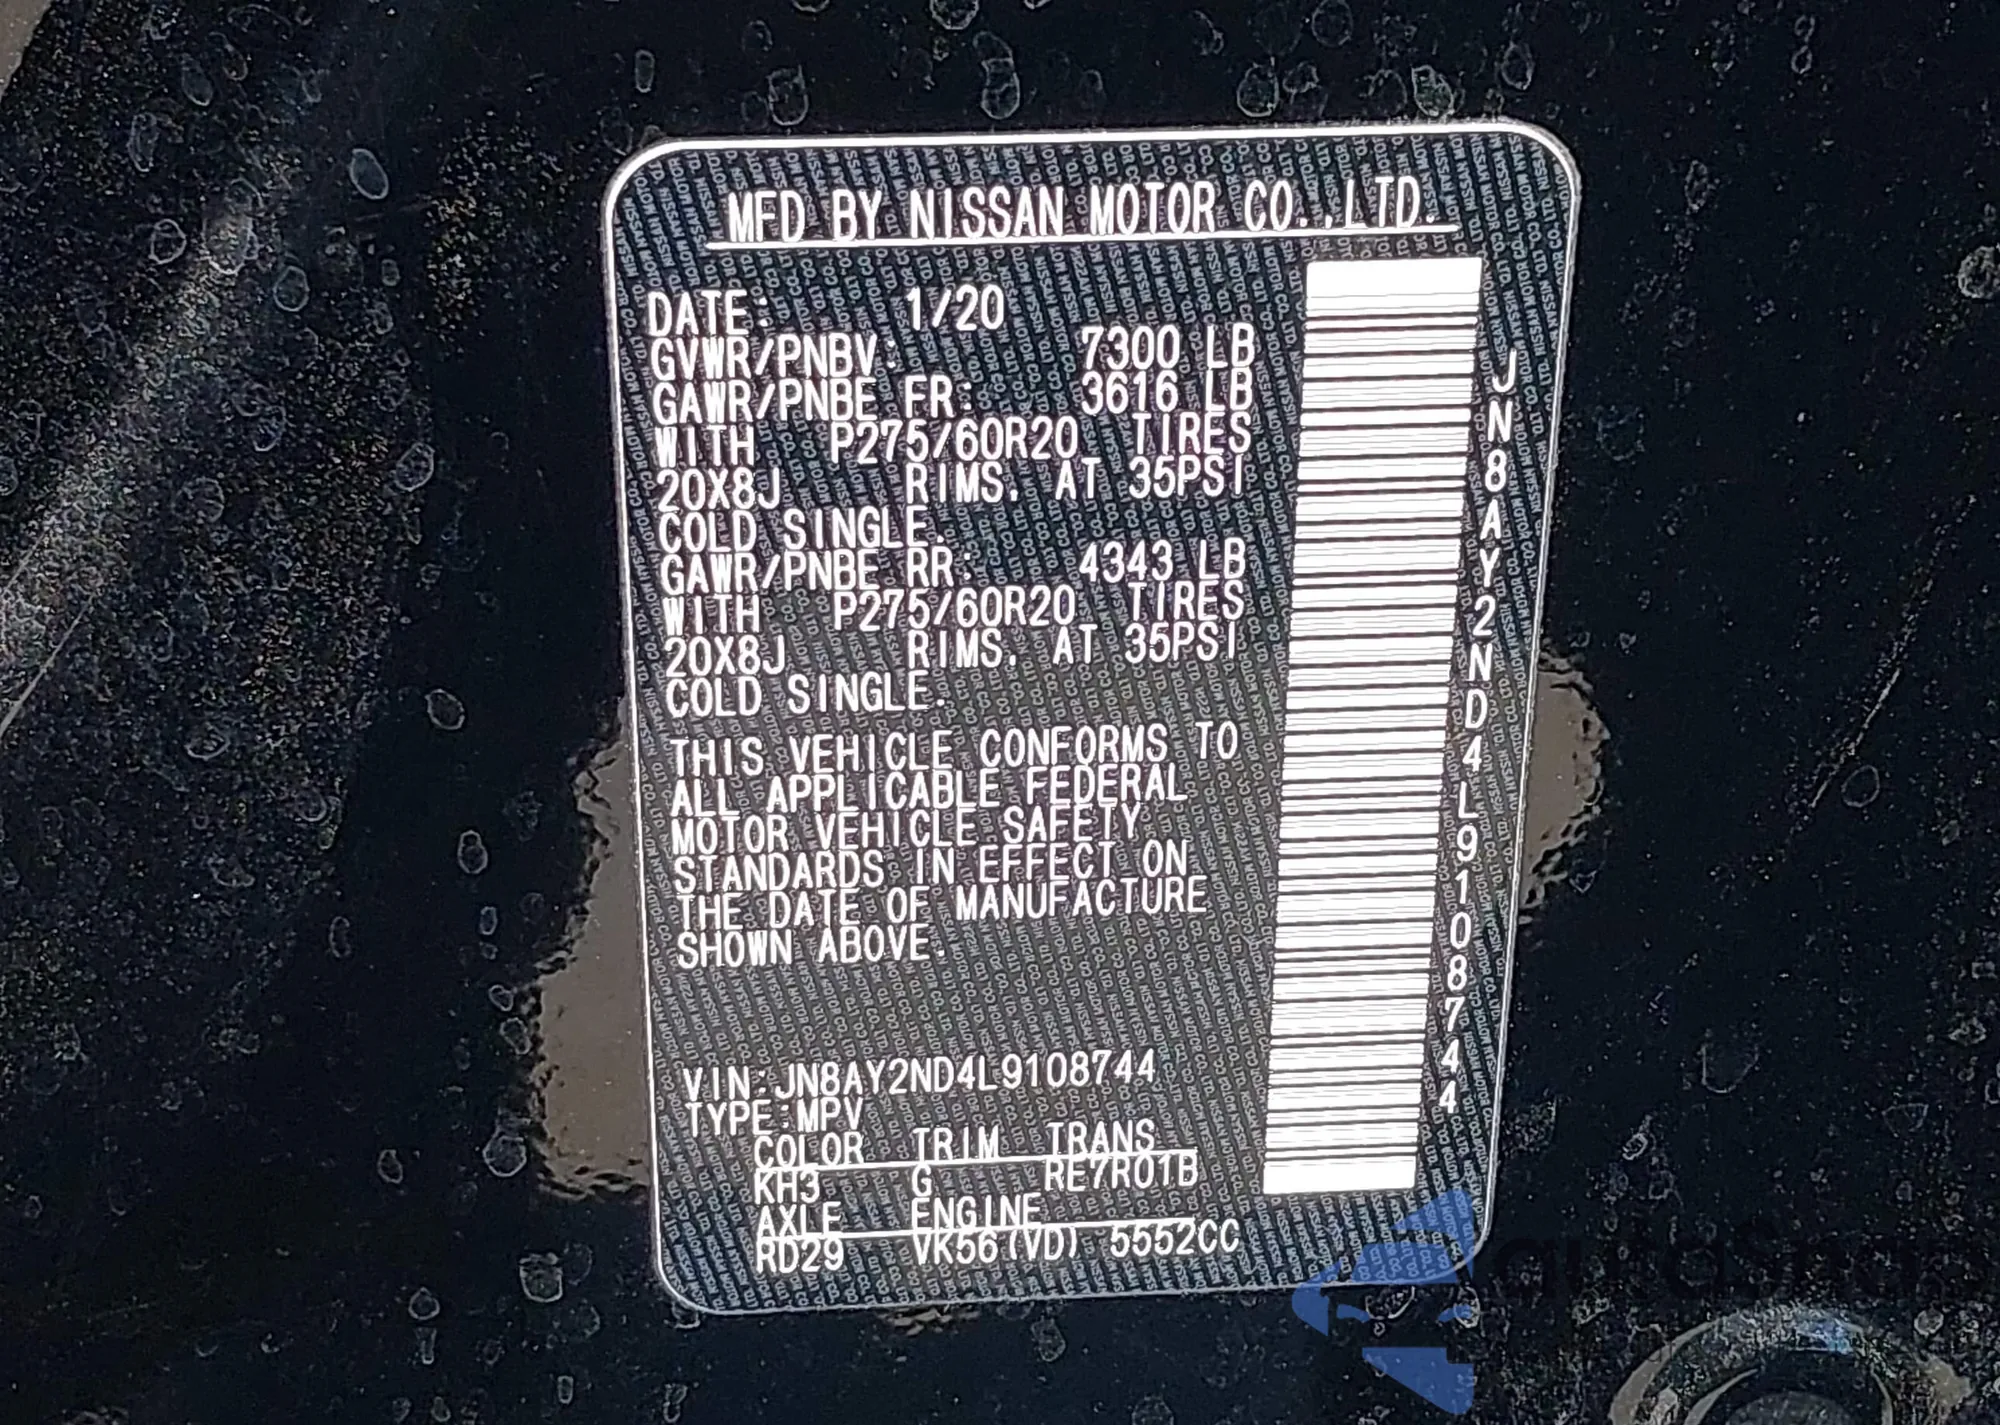 MFD BY NISSAN MOTOR CO.,LTD.
DATE: 1/20
GVWR/PNBV: 7300 LB
GAWR/PNBE FR: 3616 LB
WITH P275/60R20 TIRES
20X8J RIMS. AT 35PSI
COLD SINGLE.
GAWR/PNBE RR: 4343 LB
WITH P275/60R20 TIRES
20X8J RIMS. AT 35PSI
COLD SINGLE.
THIS VEHICLE CONFORMS TO
ALL APPLICABLE FEDERAL
MOTOR VEHICLE SAFETY
STANDARDS IN EFFECT ON
THE DATE OF MANUFACTURE
SHOWN ABOVE.
VIN:JN8AY2ND4L9108744
TYPE:MPV
COLOR TRIM TRANS
KH3 G RE7R01B
AXLE ENGINE
RD29 VK56(VD) 5552CC
JN8AY2ND4L9108744